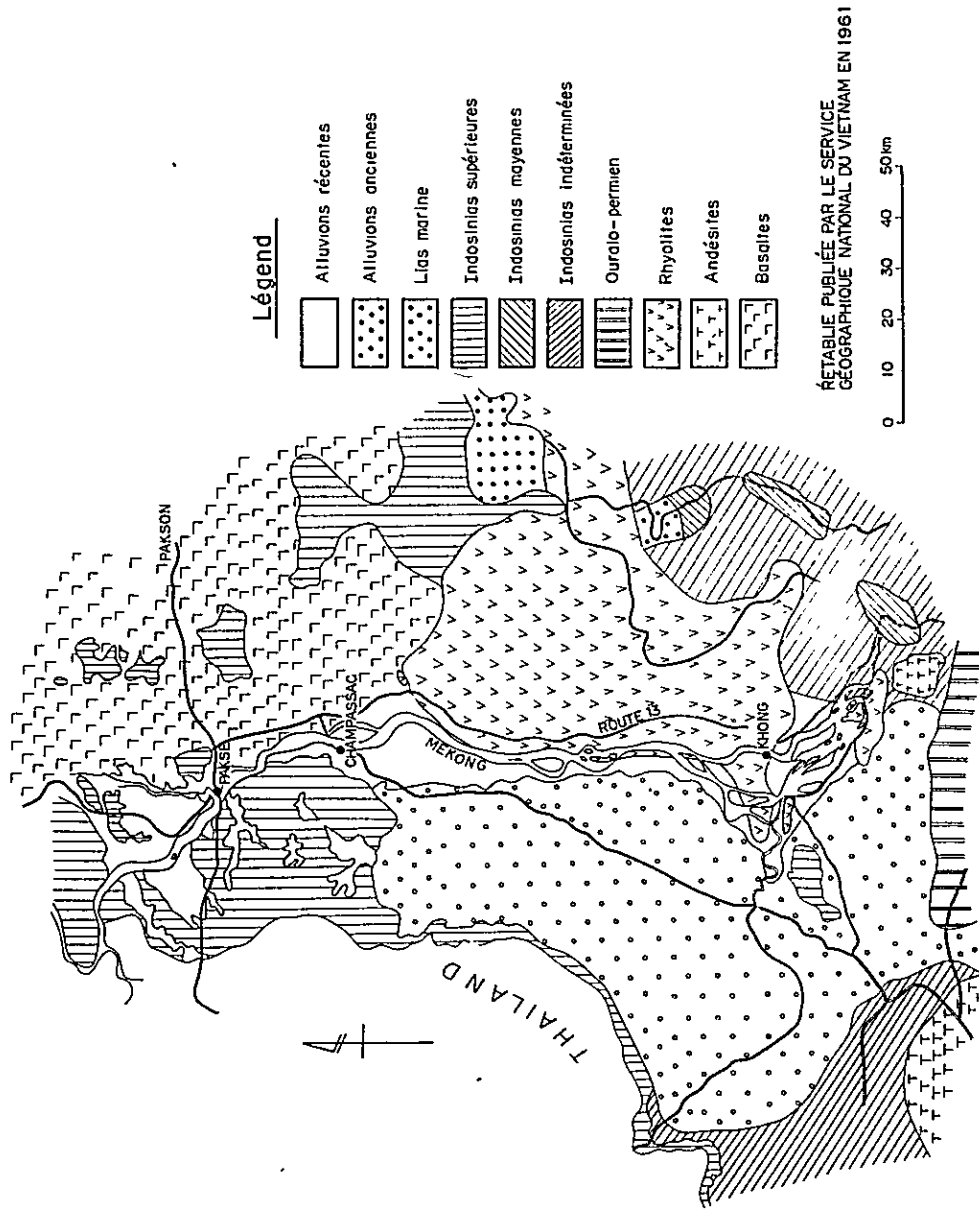 PAKSON
PAKSE
CHAMPASSAC
MEKONG
ROUTE 13
KHONG
THAILAND
Légend
Alluvions récentes
Alluvions anciennes
Lias marine
Indosinias supérieures
Indosinias mayennes
Indosinias indéterminées
Ouralo-permien
Rhyolites
Andésites
Basaltes
0 10 20 30 40 50km
RETABLIE PUBLIÉE PAR LE SERVICE
GÉOGRAPHIQUE NATIONAL DU VIETNAM EN 1961